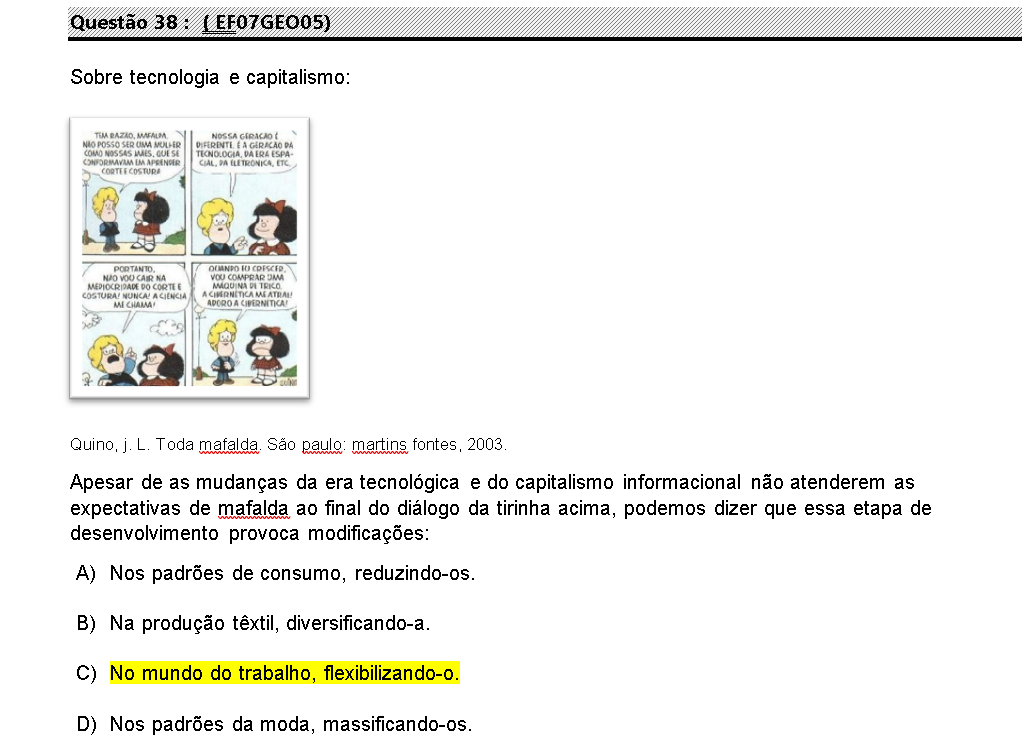 Questão 38 : ( EF07GEO05)
Sobre tecnologia e capitalismo:
TEM RAZÃO, MAFALDA,
NÃO POSSO SER UMA MULHER
COMO NOSSAS MÃES, QUE SE
CONFORMAVAM EM APRENDER
CORTE E COSTURA
NOSSA GERAÇÃO É
DIFERENTE. É A GERAÇÃO DA
TECNOLOGIA, DA ERA ESPA-
CIAL, DA ELETRÔNICA, ETC.
PORTANTO,
NÃO VOU CAIR NA
MEDIOCRIDADE DO CORTE E
COSTURA! NUNCA! A CIÊNCIA
ME CHAMA!
QUANDO EU CRESCER,
VOU COMPRAR UMA
MÁQUINA DE TRICÔ.
A CIBERNÉTICA ME ATRAI!
ADORO A CIBERNÉTICA!
Quino, j. L. Toda mafalda. São paulo: martins fontes, 2003.
Apesar de as mudanças da era tecnológica e do capitalismo informacional não atenderem as
expectativas de mafalda ao final do diálogo da tirinha acima, podemos dizer que essa etapa de
desenvolvimento provoca modificações:
A) Nos padrões de consumo, reduzindo-os.
B) Na produção têxtil, diversificando-a.
C) No mundo do trabalho, flexibilizando-o.
D) Nos padrões da moda, massificando-os.